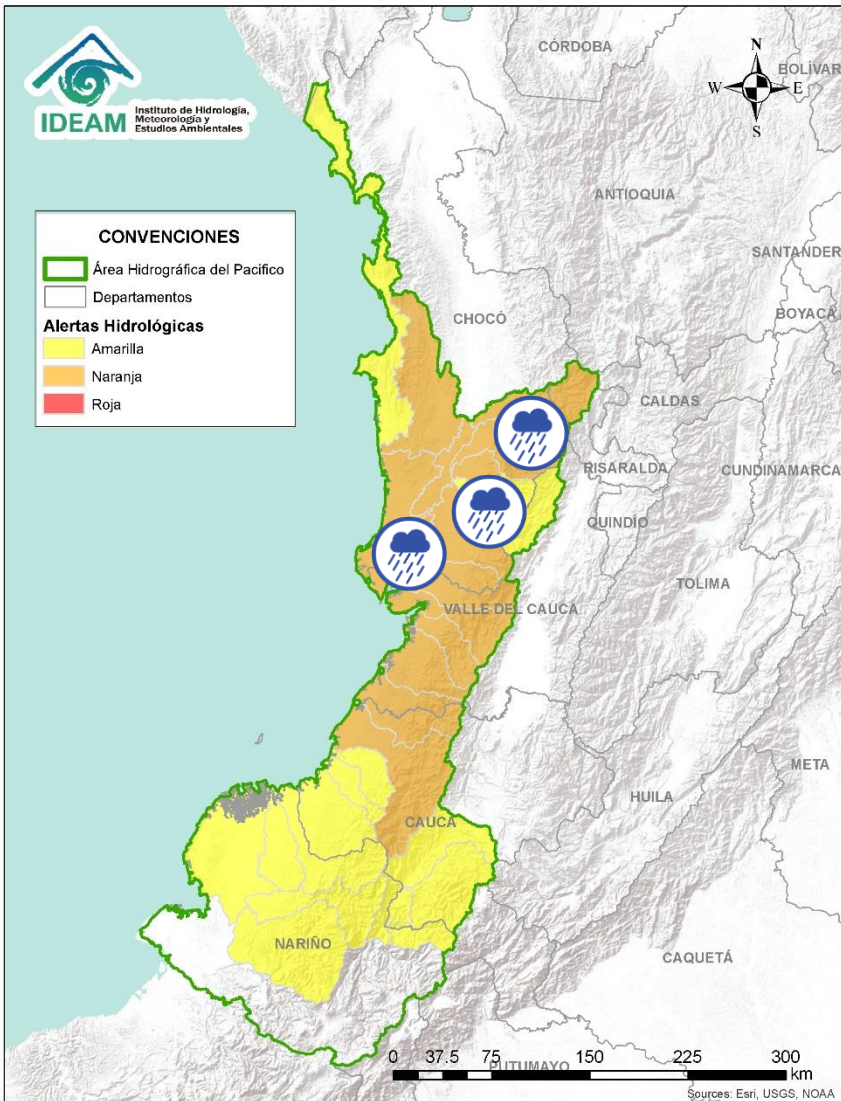 IDEAM
Instituto de Hidrología,
Meteorología y
Estudios Ambientales
CONVENCIONES
Área Hidrográfica del Pacifico
Departamentos
Alertas Hidrológicas
Amarilla
Naranja
Roja
N
W
E
S
CÓRDOBA
BOLÍVAR
ANTIOQUIA
SANTANDER
BOYACÁ
CHOCÓ
CALDAS
RISARALDA
CUNDINAMARCA
QUINDÍO
TOLIMA
VALLE DEL CAUCA
META
HUILA
CAUCA
NARIÑO
CAQUETÁ
PUTUMAYO
0 37.5 75 150 225 300
km
Sources: Esri, USGS, NOAA